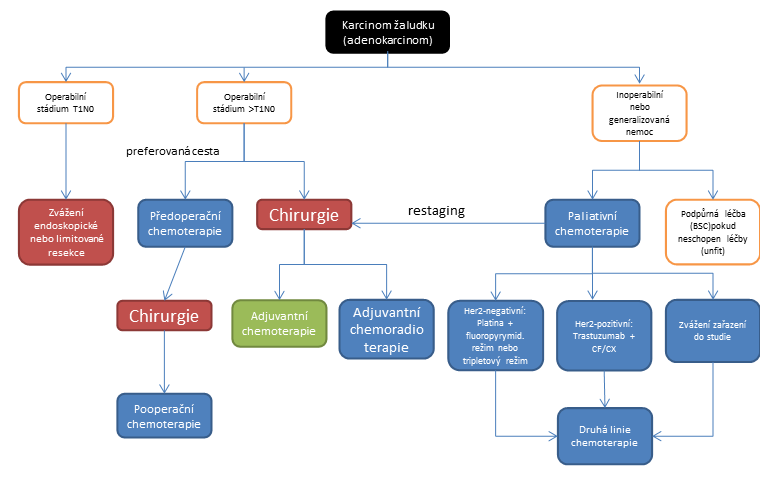 Karcinom žaludku
(adenokarcinom)
Operabilní
stádium T1N0
Operabilní
stádium >T1N0
Inoperabilní
nebo
generalizovaná
nemoc
preferovaná cesta
Zvážení
endoskopické
nebo limitované
resekce
Předoperační
chemoterapie
Chirurgie
restaging
Paliativní
chemoterapie
Podpůrná léčba
(BSC)pokud
neschopen léčby
(unfit)
Chirurgie
Adjuvantní
chemoterapie
Adjuvantní
chemoradio
terapie
Her2-negativní:
Platina +
fluoropyrymid.
režim nebo
tripletový režim
Her2-pozitivní:
Trastuzumab +
CF/CX
Zvážení zařazení
do studie
Pooperační
chemoterapie
Druhá linie
chemoterapie